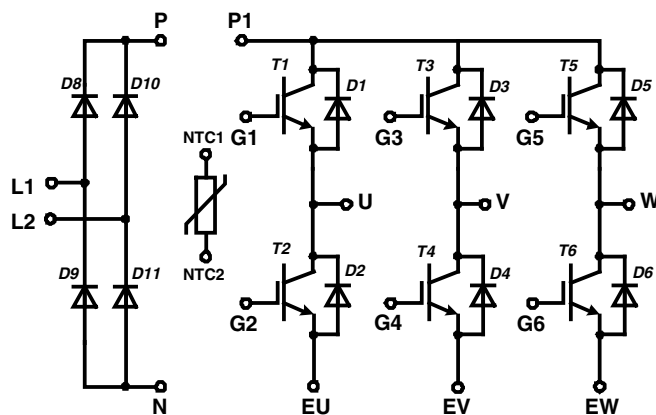 P P1
D8 D10 T1 D1 T3 D3 T5 D5
G1 G3 G5
NTC1
L1
L2
U V W
NTC2
D9 D11 T2 D2 T4 D4 T6 D6
G2 G4 G6
N EU EV EW